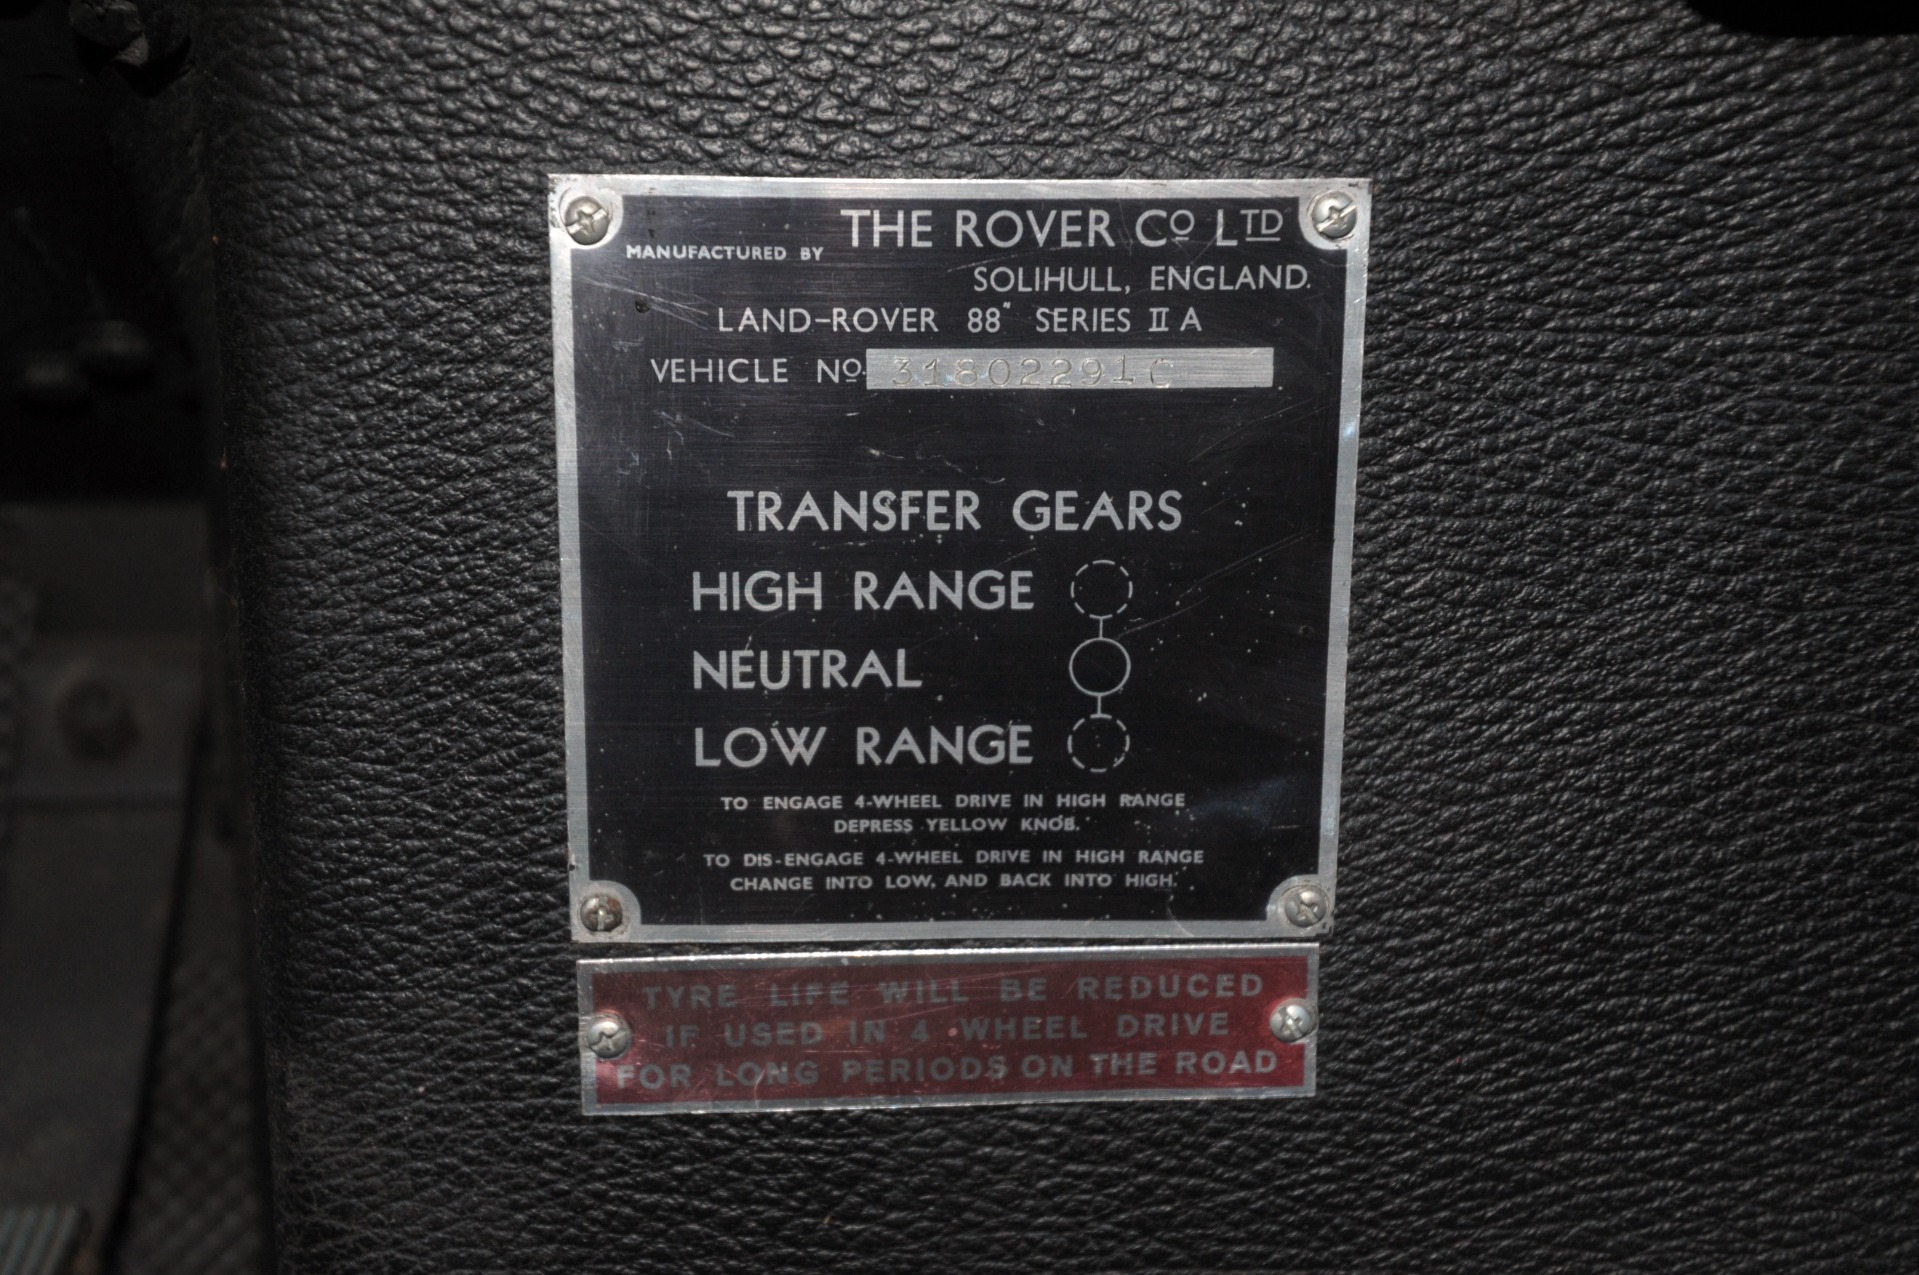 MANUFACTURED BY THE ROVER Cº LTD
SOLIHULL, ENGLAND.
LAND-ROVER 88" SERIES II A
VEHICLE Nº. 31802291C
TRANSFER GEARS
HIGH RANGE
NEUTRAL
LOW RANGE
TO ENGAGE 4-WHEEL DRIVE IN HIGH RANGE
DEPRESS YELLOW KNOB.
TO DIS-ENGAGE 4-WHEEL DRIVE IN HIGH RANGE
CHANGE INTO LOW, AND BACK INTO HIGH.
TYRE LIFE WILL BE REDUCED
IF USED IN 4 WHEEL DRIVE
FOR LONG PERIODS ON THE ROAD